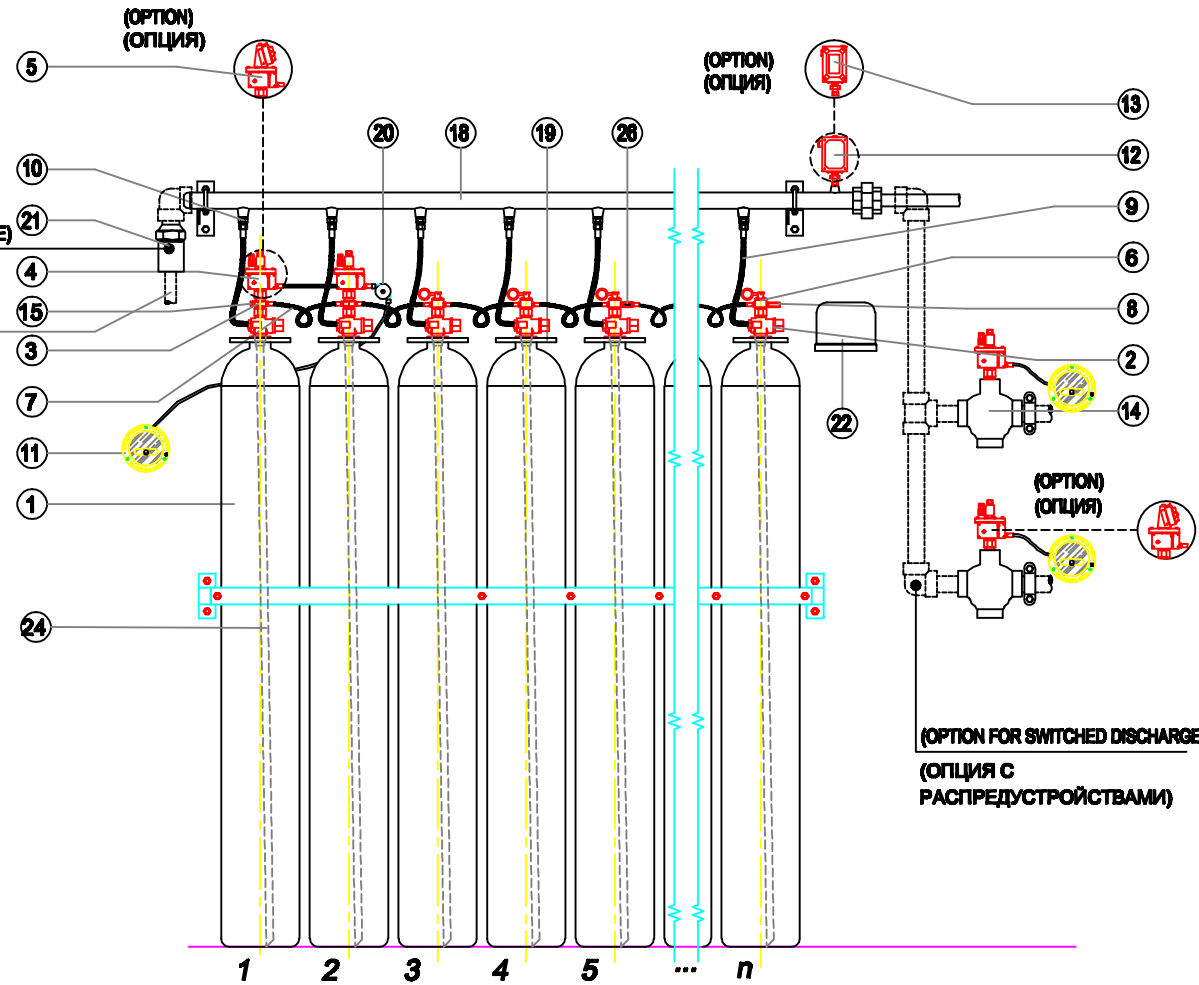 (OPTION)
(ОПЦИЯ)
5
(OPTION)
(ОПЦИЯ)
13
20
18
19
26
12
10
9
21
E)
4
6
15
8
3
2
7
22
14
11
1
(OPTION)
(ОПЦИЯ)
24
(OPTION FOR SWITCHED DISCHARGE
(ОПЦИЯ С
РАСПРЕДУСТРОЙСТВАМИ)
1 2 3 4 5 ... n